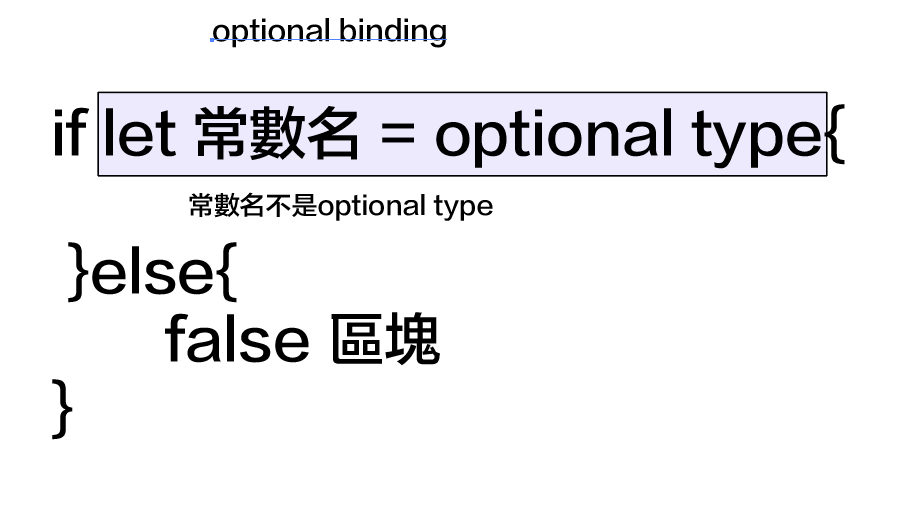 optional binding
if let 常數名 = optional type{
常數名不是optional type
}else{
false 區塊
}